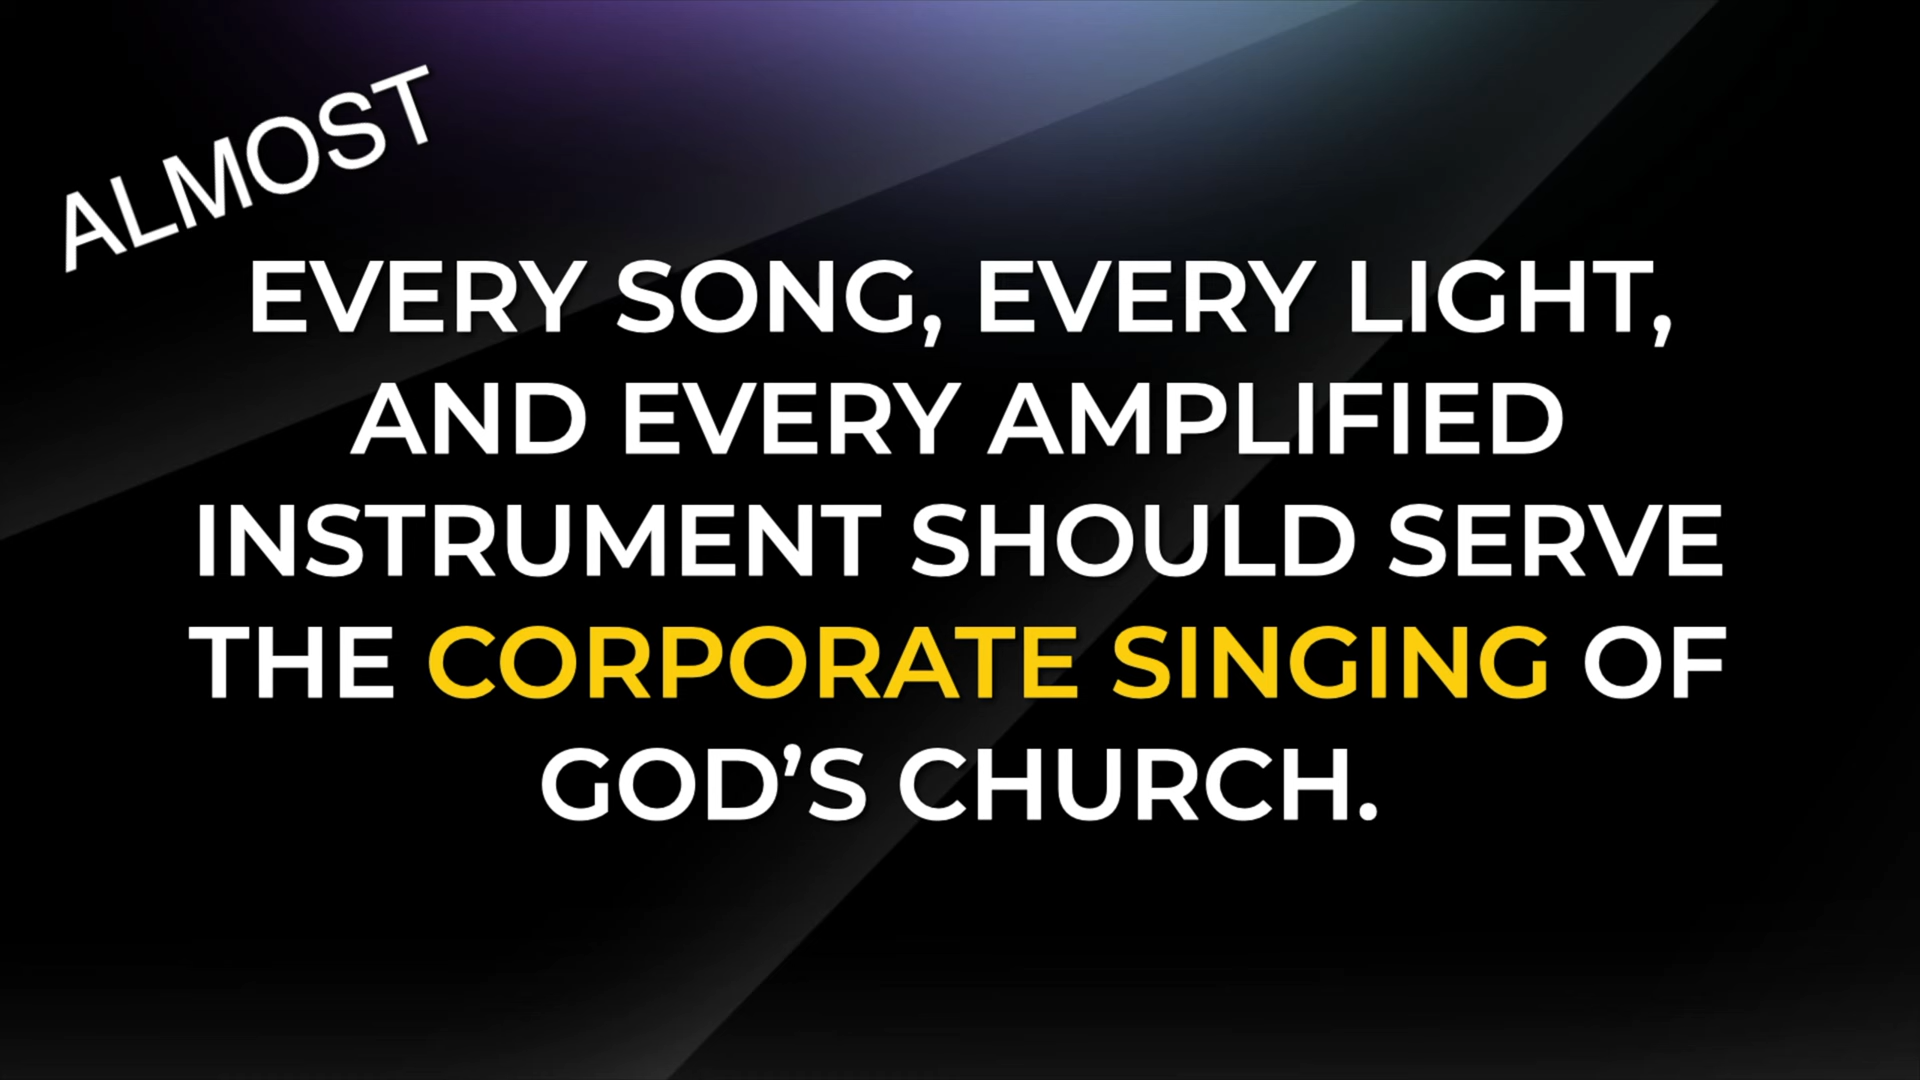 ALMOST
EVERY SONG, EVERY LIGHT,
AND EVERY AMPLIFIED
INSTRUMENT SHOULD SERVE
THE CORPORATE SINGING OF
GOD’S CHURCH.